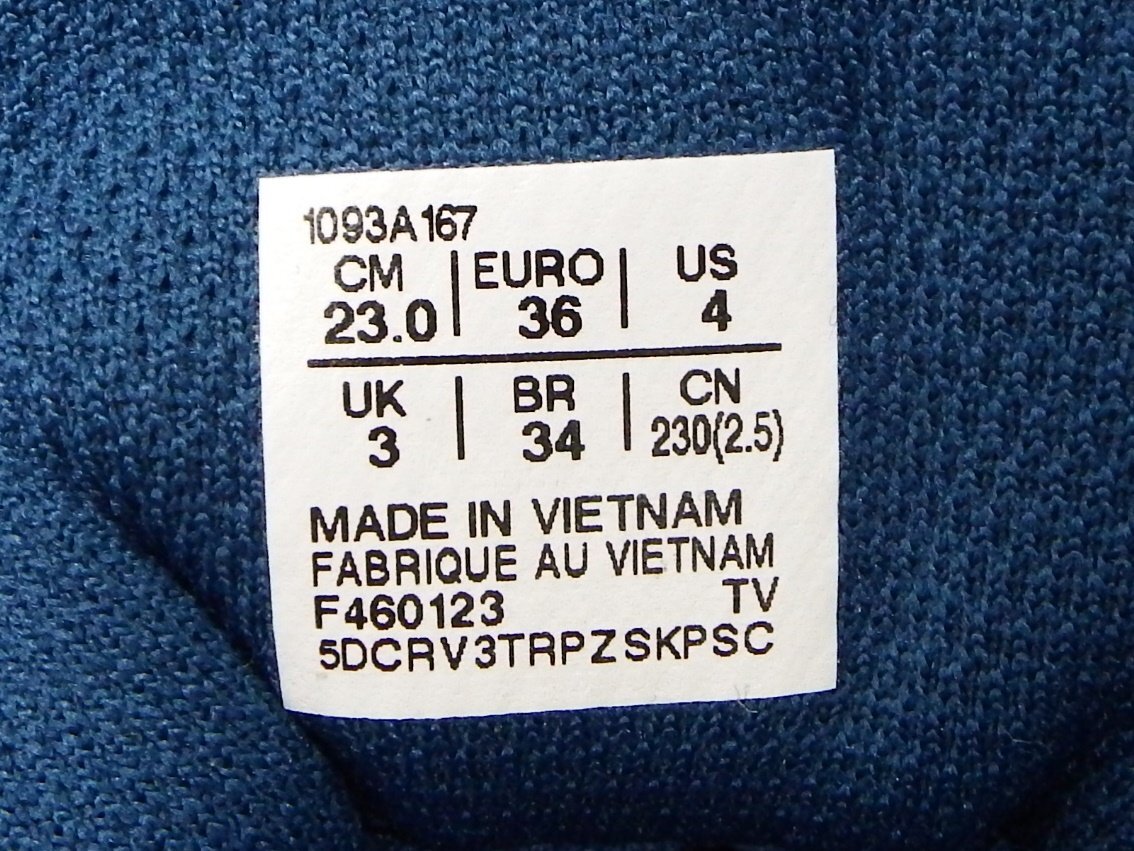 1093A167
CM | EURO | US
23.0 | 36 | 4
UK | BR | CN
3 | 34 | 230(2.5)
MADE IN VIETNAM
FABRIQUE AU VIETNAM
F460123 TV
5DCRV3TRPZSKPSC